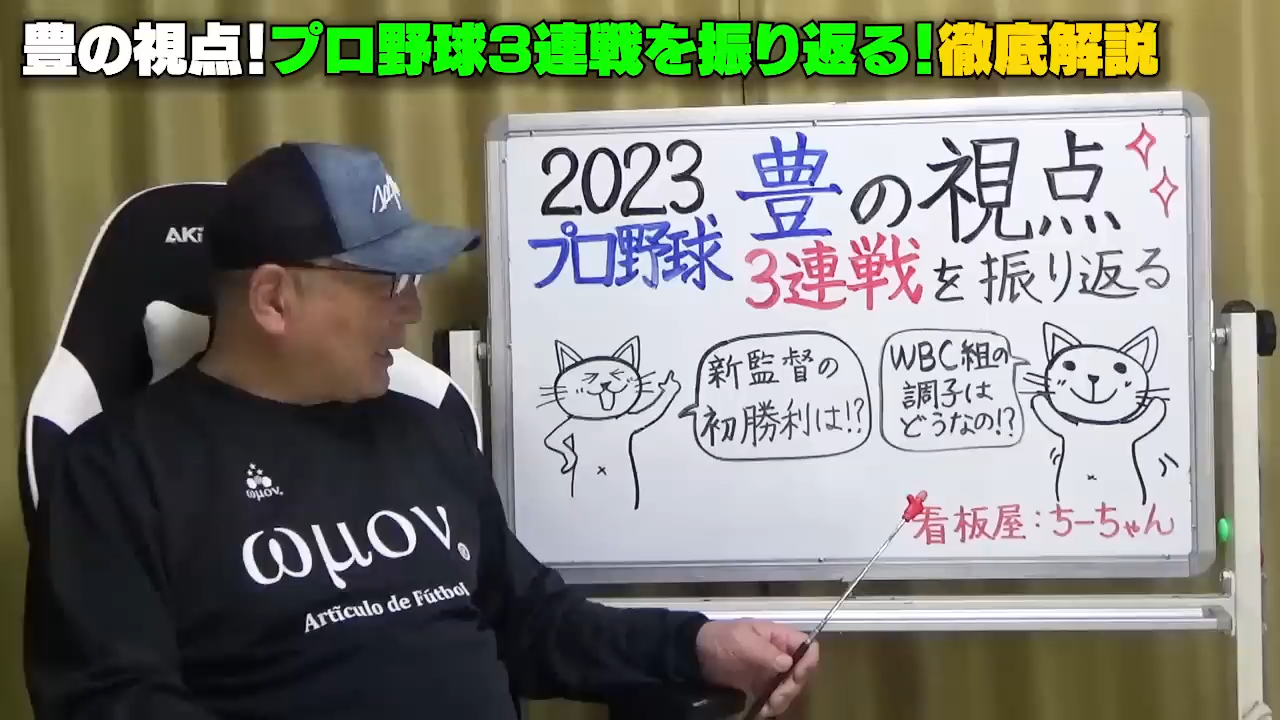 豊の視点!プロ野球3連戦を振り返る!徹底解説
2023 豊の視点
プロ野球 3連戦を振り返る
新監督の
初勝利は!?
WBC組の
調子は
どうなの!?
看板屋:ちーちゃん
ωμον
ωμον®
Artículo de Fútbol